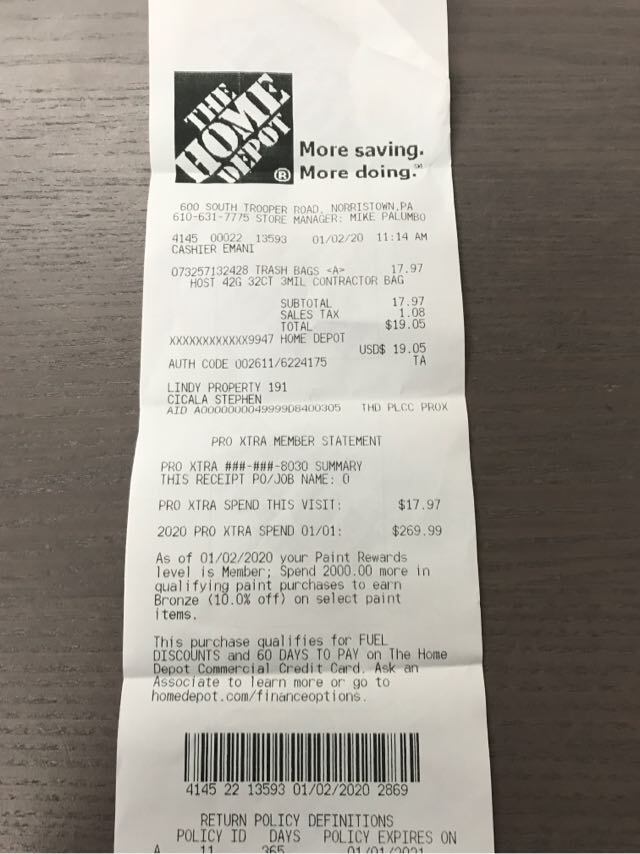 THE
HOME
DEPOT
®
More saving.
More doing.℠
600 SOUTH TROOPER ROAD, NORRISTOWN,PA
610-631-7775 STORE MANAGER: MIKE PALUMBO
4145 00022 13593 01/02/20 11:14 AM
CASHIER EMANI
073257132428 TRASH BAGS <A> 17.97
HOST 42G 32CT 3MIL CONTRACTOR BAG
SUBTOTAL 17.97
SALES TAX 1.08
TOTAL $19.05
XXXXXXXXXXXX9947 HOME DEPOT
USD$ 19.05
AUTH CODE 002611/6224175 TA
LINDY PROPERTY 191
CICALA STEPHEN
AID A0000000049999D8400305 THD PLCC PROX
PRO XTRA MEMBER STATEMENT
PRO XTRA ###-###-8030 SUMMARY
THIS RECEIPT PO/JOB NAME: 0
PRO XTRA SPEND THIS VISIT: $17.97
2020 PRO XTRA SPEND 01/01: $269.99
As of 01/02/2020 your Paint Rewards
level is Member; Spend 2000.00 more in
qualifying paint purchases to earn
Bronze (10.0% off) on select paint
items.
This purchase qualifies for FUEL
DISCOUNTS and 60 DAYS TO PAY on The Home
Depot Commercial Credit Card. Ask an
Associate to learn more or go to
homedepot.com/financeoptions.
4145 22 13593 01/02/2020 2869
RETURN POLICY DEFINITIONS
POLICY ID DAYS POLICY EXPIRES ON
A 11 365 01/01/2021